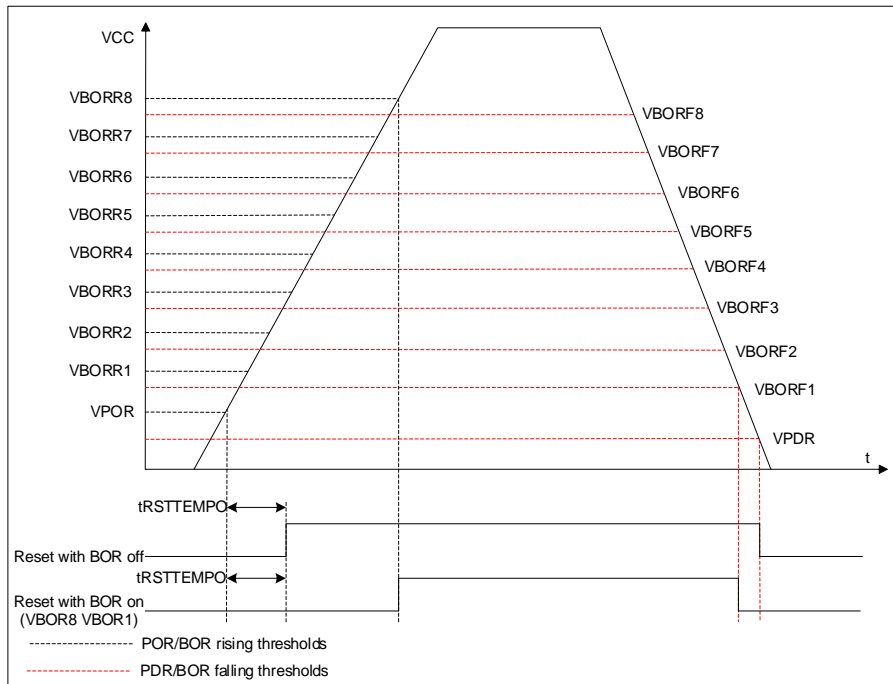 VCC
VBORR8
VBORF8
VBORR7
VBORF7
VBORR6
VBORF6
VBORR5
VBORF5
VBORR4
VBORF4
VBORR3
VBORF3
VBORR2
VBORF2
VBORR1
VBORF1
VPOR
VPDR
t
tRSTTEMPO
Reset with BOR off
tRSTTEMPO
Reset with BOR on
(VBOR8 VBOR1)
POR/BOR rising thresholds
PDR/BOR falling thresholds